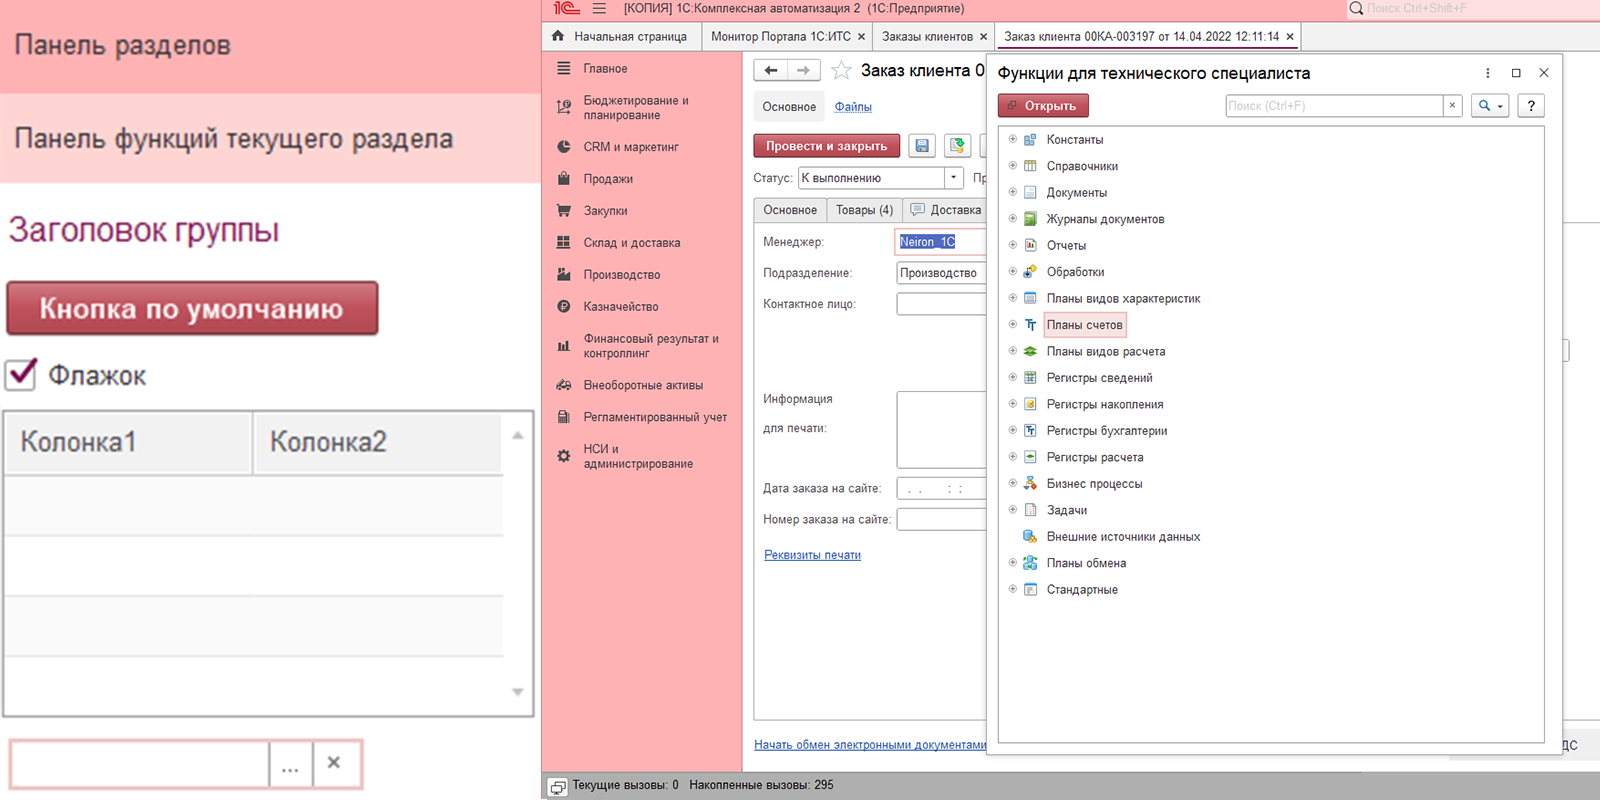 Панель разделов
Панель функций текущего раздела
Заголовок группы
Кнопка по умолчанию
Флажок
Колонка1 Колонка2
... ×
1С [КОПИЯ] 1С:Комплексная автоматизация 2 (1С:Предприятие)
Поиск Ctrl+Shift+F
Начальная страница
Монитор Портала 1С:ИТС ×
Заказы клиентов ×
Заказ клиента 00КА-003197 от 14.04.2022 12:11:14 ×
Главное
Бюджетирование и
планирование
CRM и маркетинг
Продажи
Закупки
Склад и доставка
Производство
Казначейство
Финансовый результат и
контроллинг
Внеоборотные активы
Регламентированный учет
НСИ и
администрирование
Заказ клиента 0
Основное Файлы
Провести и закрыть
Статус: К выполнению Пр
Основное Товары (4) Доставка
Менеджер: Neiron_1C
Подразделение: Производство
Контактное лицо:
Информация
для печати:
Дата заказа на сайте: . . : :
Номер заказа на сайте:
Реквизиты печати
Начать обмен электронными документами
ДС
Функции для технического специалиста
Открыть
Поиск (Ctrl+F) × ?
Константы
Справочники
Документы
Журналы документов
Отчеты
Обработки
Планы видов характеристик
Планы счетов
Планы видов расчета
Регистры сведений
Регистры накопления
Регистры бухгалтерии
Регистры расчета
Бизнес процессы
Задачи
Внешние источники данных
Планы обмена
Стандартные
Текущие вызовы: 0 Накопленные вызовы: 295